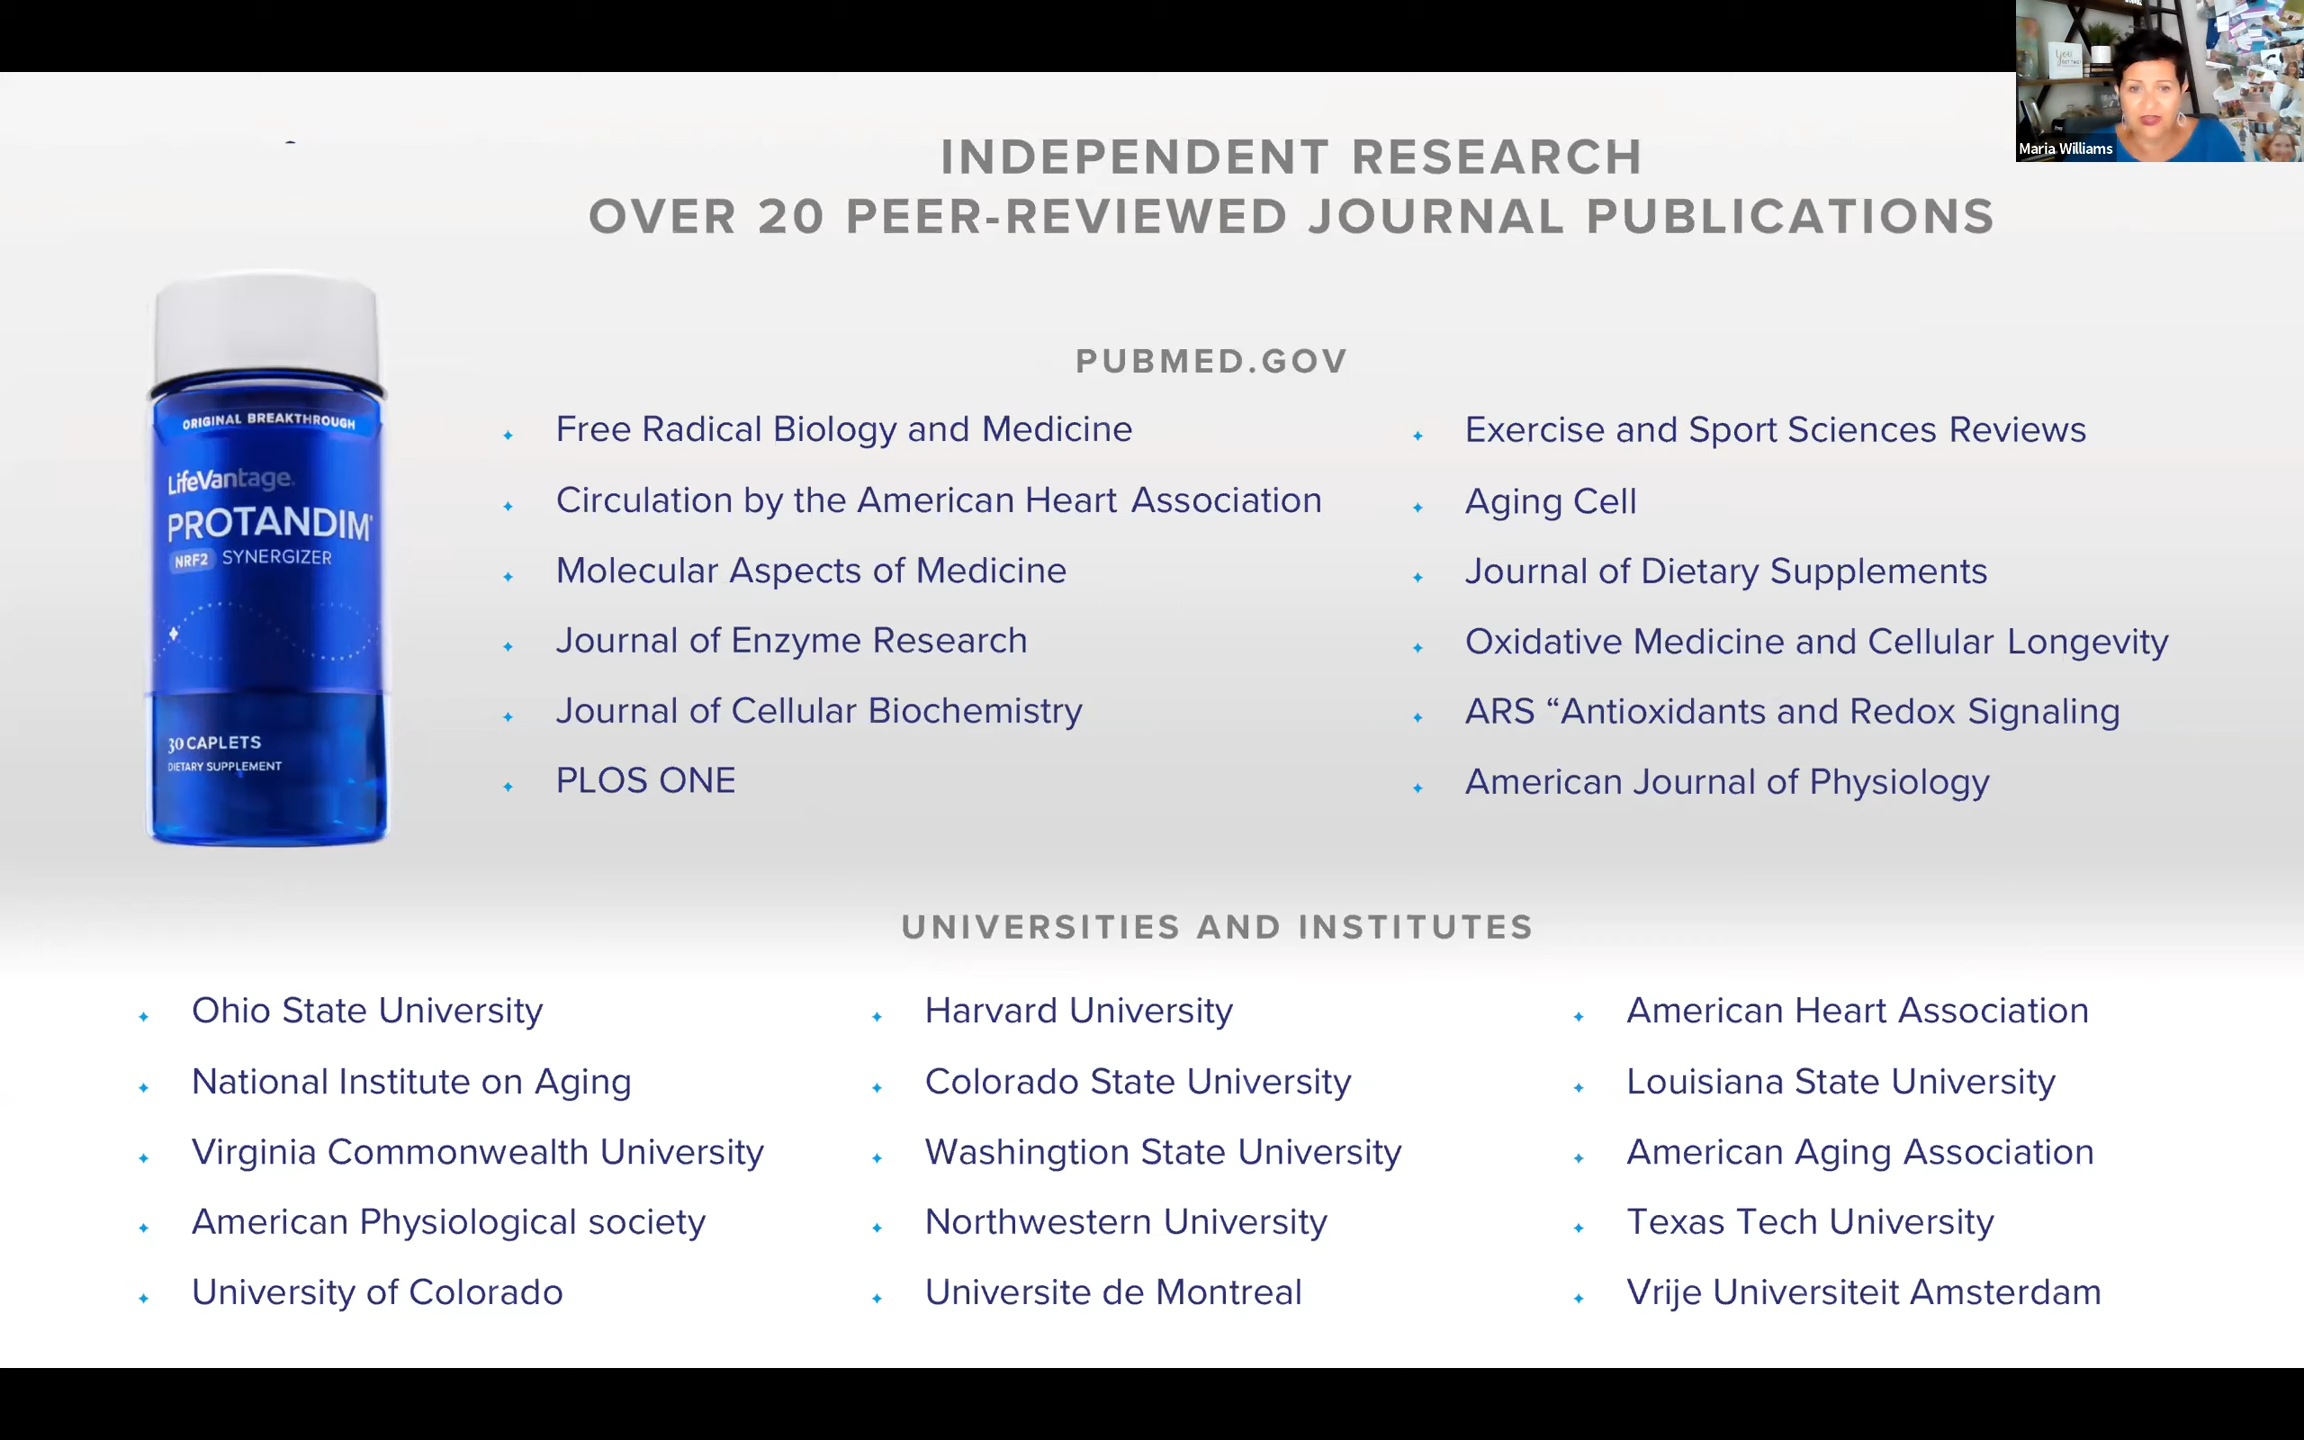 INDEPENDENT RESEARCH
OVER 20 PEER-REVIEWED JOURNAL PUBLICATIONS
Maria Williams
PUBMED.GOV
Free Radical Biology and Medicine
Circulation by the American Heart Association
Molecular Aspects of Medicine
Journal of Enzyme Research
Journal of Cellular Biochemistry
PLOS ONE
Exercise and Sport Sciences Reviews
Aging Cell
Journal of Dietary Supplements
Oxidative Medicine and Cellular Longevity
ARS “Antioxidants and Redox Signaling
American Journal of Physiology
ORIGINAL BREAKTHROUGH
LifeVantage
PROTANDIM®
NRF2 SYNERGIZER
30 CAPLETS
DIETARY SUPPLEMENT
UNIVERSITIES AND INSTITUTES
Ohio State University
National Institute on Aging
Virginia Commonwealth University
American Physiological society
University of Colorado
Harvard University
Colorado State University
Washingtion State University
Northwestern University
Universite de Montreal
American Heart Association
Louisiana State University
American Aging Association
Texas Tech University
Vrije Universiteit Amsterdam